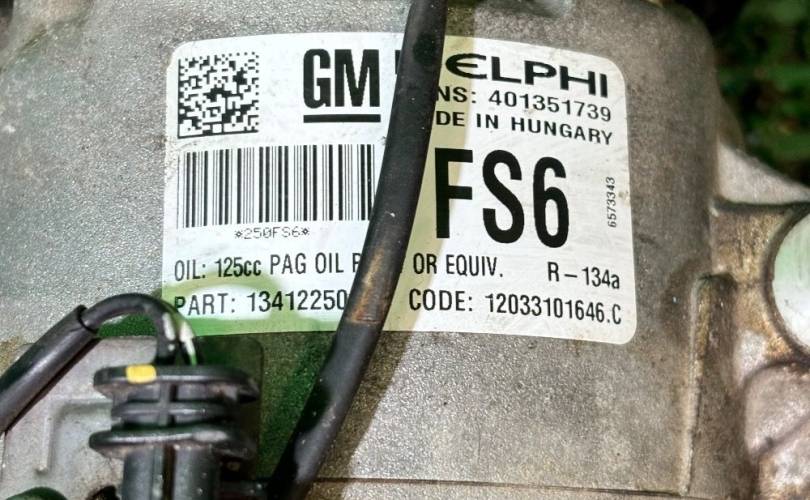 GM ELPHI
NS: 401351739
DE IN HUNGARY
FS6
6573343
*250FS6*
OIL: 125cc PAG OIL OR EQUIV. R-134a
PART: 13412250 CODE: 12033101646.C